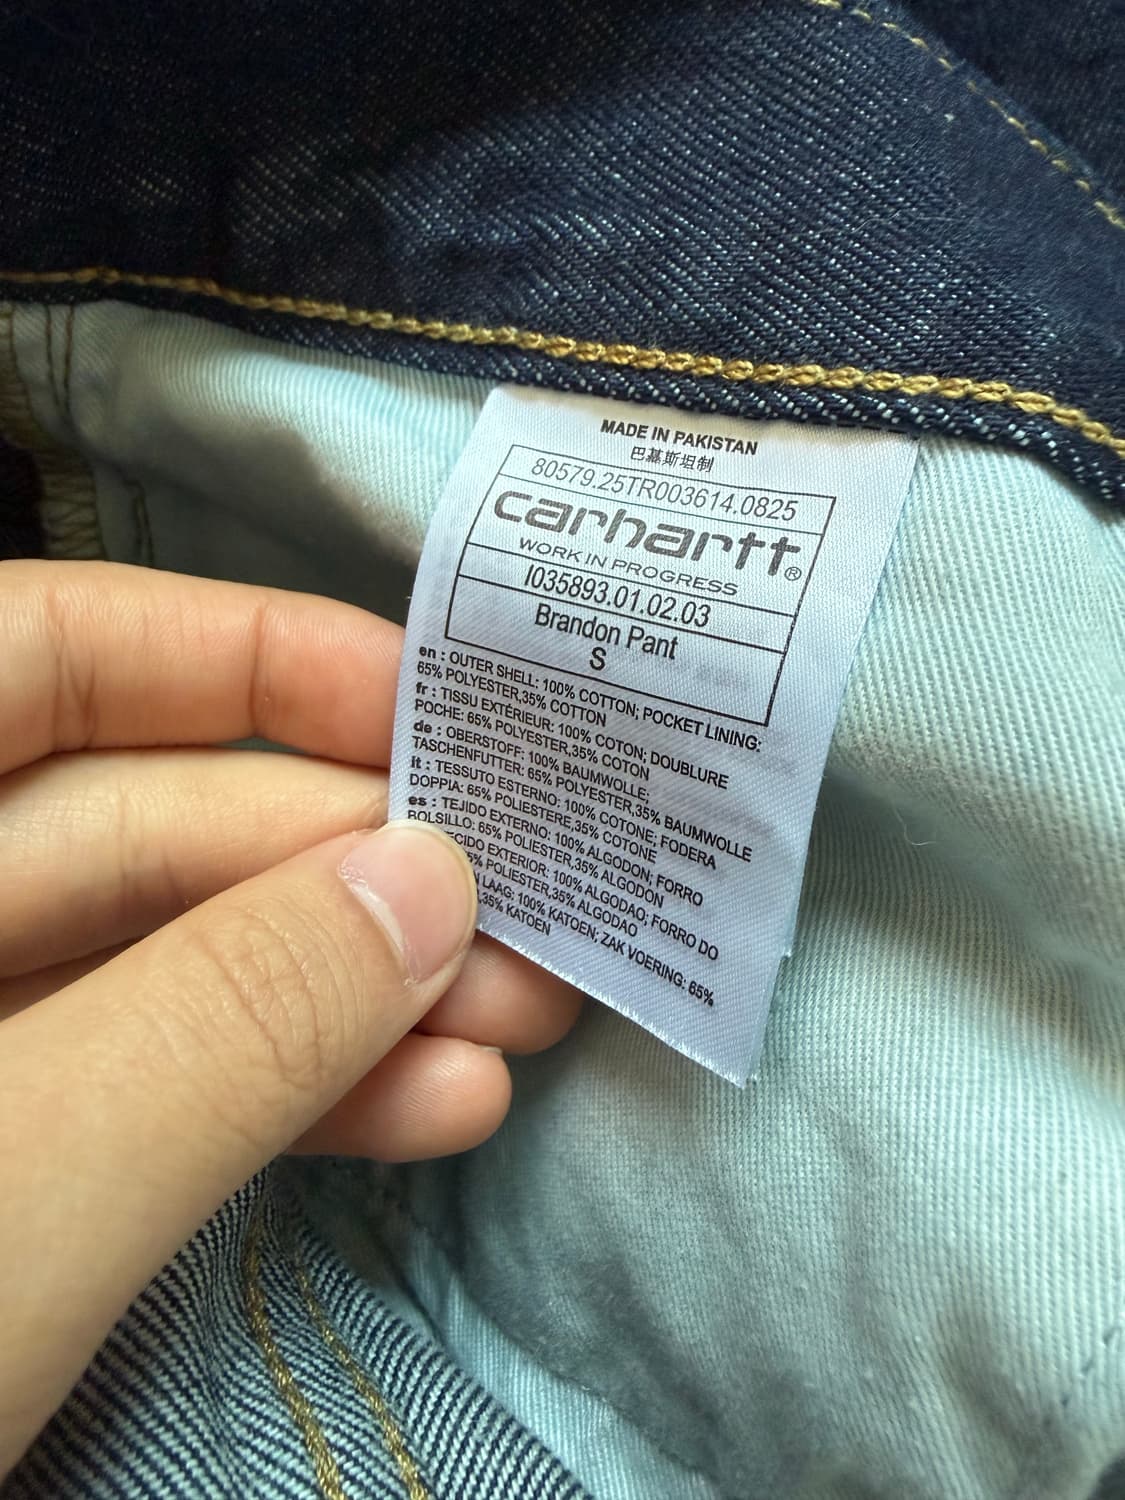 MADE IN PAKISTAN
巴基斯坦制
80579.25TR003614.0825
carhartt®
WORK IN PROGRESS
I035893.01.02.03
Brandon Pant
S
en : OUTER SHELL: 100% COTTON; POCKET LINING:
65% POLYESTER,35% COTTON
fr : TISSU EXTÉRIEUR: 100% COTON; DOUBLURE
POCHE: 65% POLYESTER,35% COTON
de : OBERSTOFF: 100% BAUMWOLLE;
TASCHENFUTTER: 65% POLYESTER,35% BAUMWOLLE
it : TESSUTO ESTERNO: 100% COTONE; FODERA
DOPPIA: 65% POLIESTERE,35% COTONE
es : TEJIDO EXTERNO: 100% ALGODON; FORRO
BOLSILLO: 65% POLIESTER,35% ALGODON
EXTERIOR: 100% ALGODAO; FORRO DO
POLIESTER,35% ALGODAO
LAAG: 100% KATOEN; ZAK VOERING: 65%
,35% KATOEN